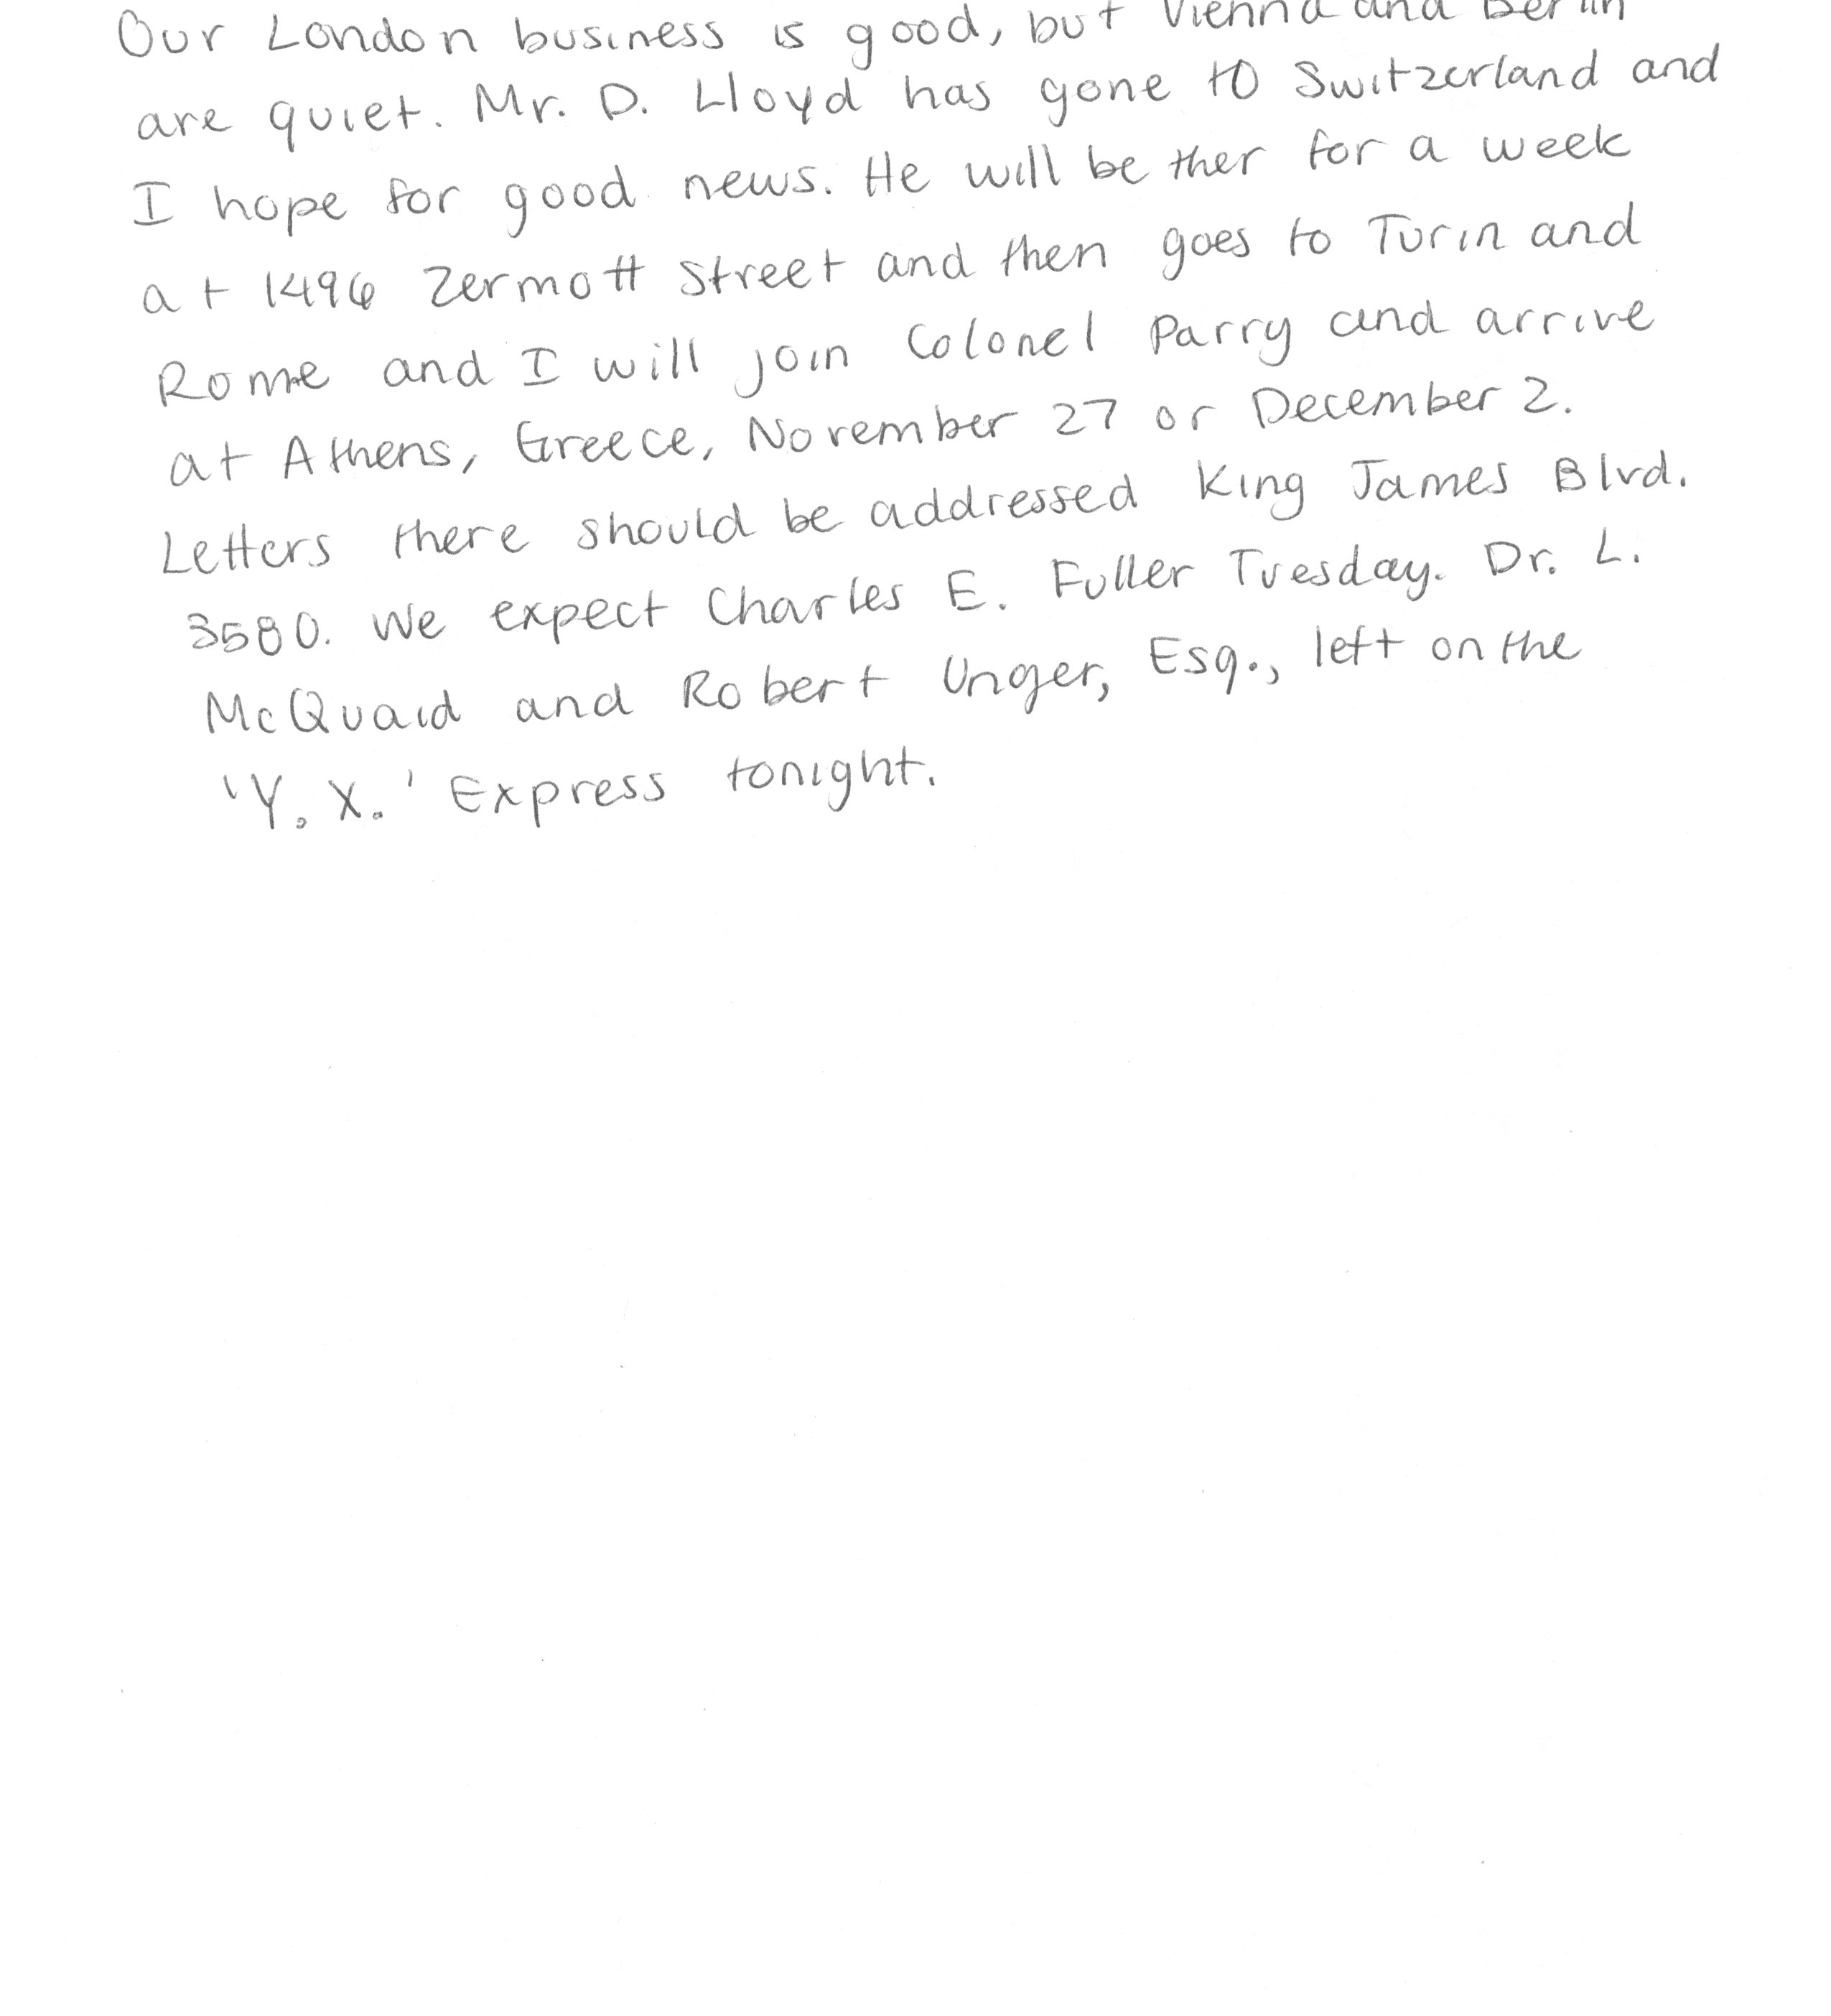 Our London business is good, but Vienna and Berlin
are quiet. Mr. D. Lloyd has gone to Switzerland and
I hope for good news. He will be ther for a week
at 1496 Zermott Street and then goes to Turin and
Rome and I will join Colonel Parry and arrive
at Athens, Greece, November 27 or December 2.
Letters there should be addressed King James Blvd.
3580. We expect Charles E. Fuller Tuesday. Dr. L.
McQuaid and Robert Unger, Esq., left on the
'Y. X.' Express tonight.